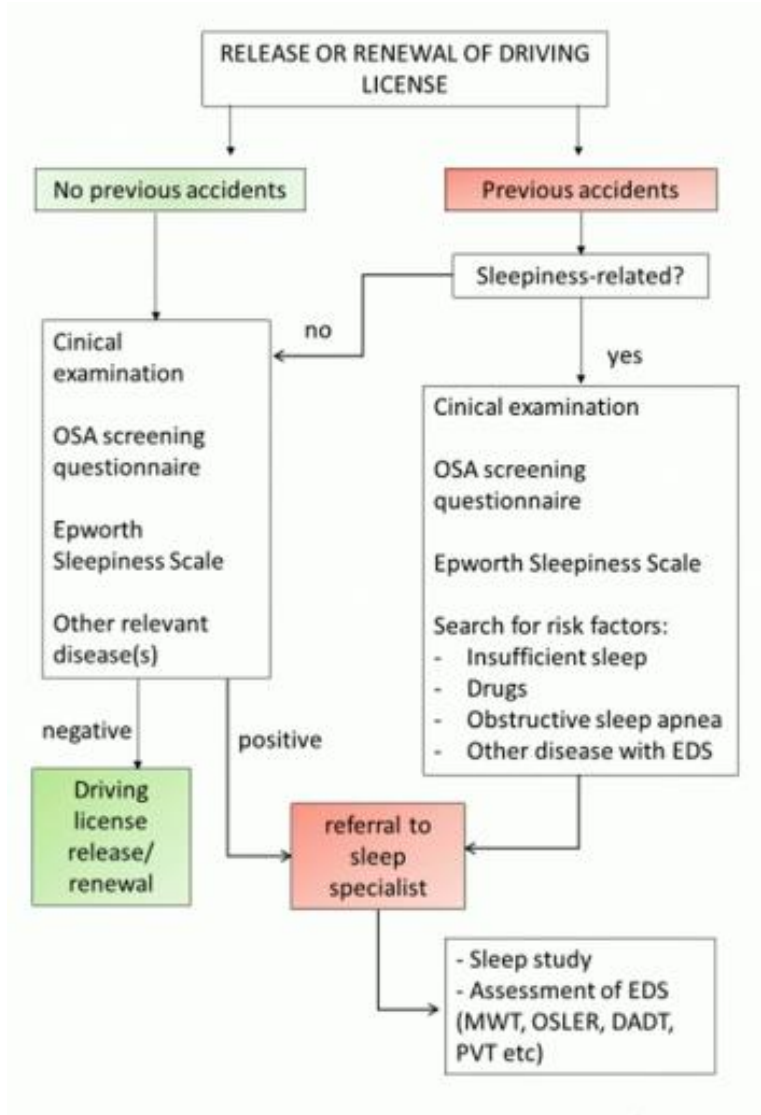 RELEASE OR RENEWAL OF DRIVING
LICENSE
No previous accidents
Previous accidents
Sleepiness-related?
no
yes
Cinical
examination
OSA screening
questionnaire
Epworth
Sleepiness Scale
Other relevant
disease(s)
Cinical examination
OSA screening
questionnaire
Epworth Sleepiness Scale
Search for risk factors:
- Insufficient sleep
- Drugs
- Obstructive sleep apnea
- Other disease with EDS
negative
positive
Driving
license
release/
renewal
referral to
sleep
specialist
- Sleep study
- Assessment of EDS
(MWT, OSLER, DADT,
PVT etc)